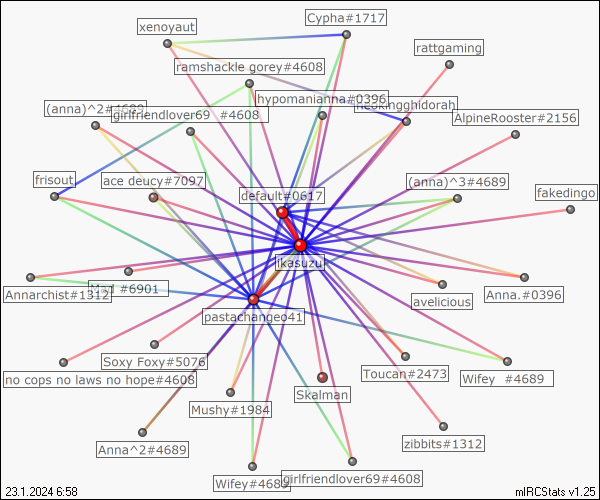 Cypha#1717
xenoyaut
rattgaming
ramshackle gorey#4608
hypomanianna#0396
heckingghidorah
(anna)^2#4689
girlfriendlover69 #4608
AlpineRooster#2156
frisout
ace deucy#7097
(anna)^3#4689
default#0617
fakedingo
ikasuzu
Annarchist#1312
#6901
avelicious
Anna.#0396
pastachangeo41
Soxy Foxy#5076
Toucan#2473
Wifey #4689
no cops no laws no hope#4608
Skalman
Mushy#1984
zibbits#1312
Anna^2#4689
Wifey#4689
girlfriendlover69#4608
23.1.2024 6:58
mIRCStats v1.25